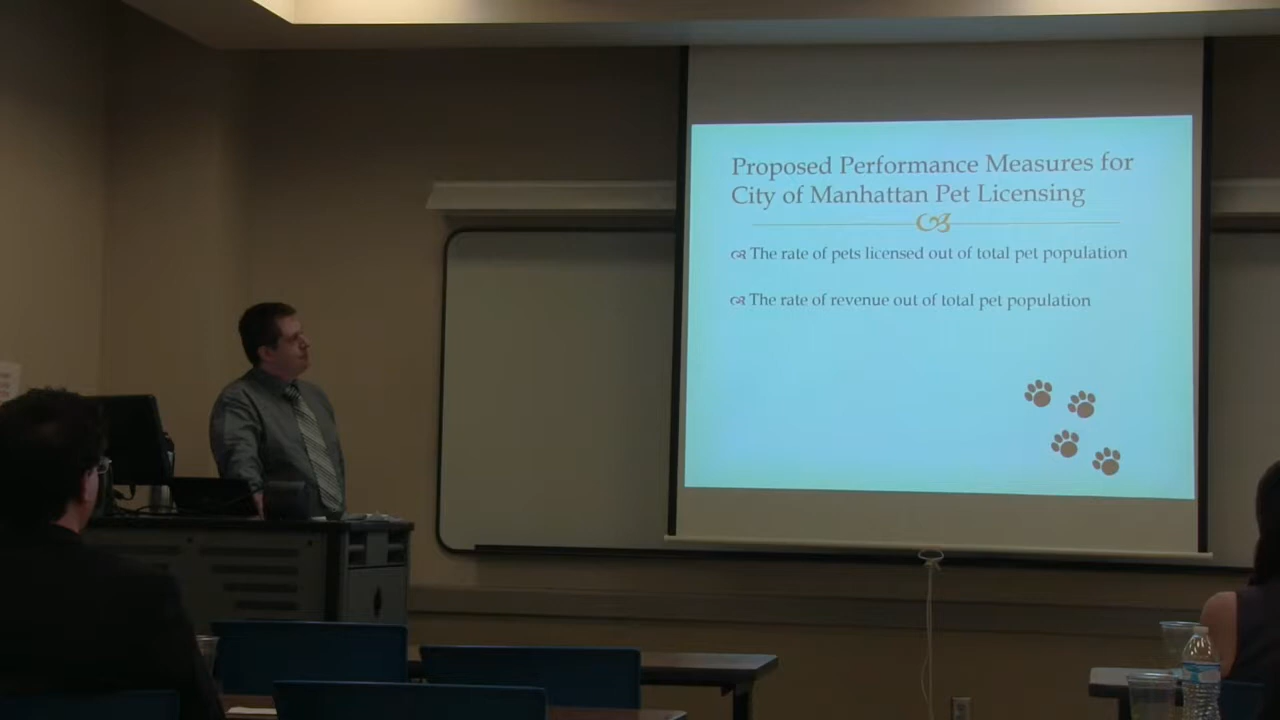 Proposed Performance Measures for
City of Manhattan Pet Licensing
The rate of pets licensed out of total pet population
The rate of revenue out of total pet population